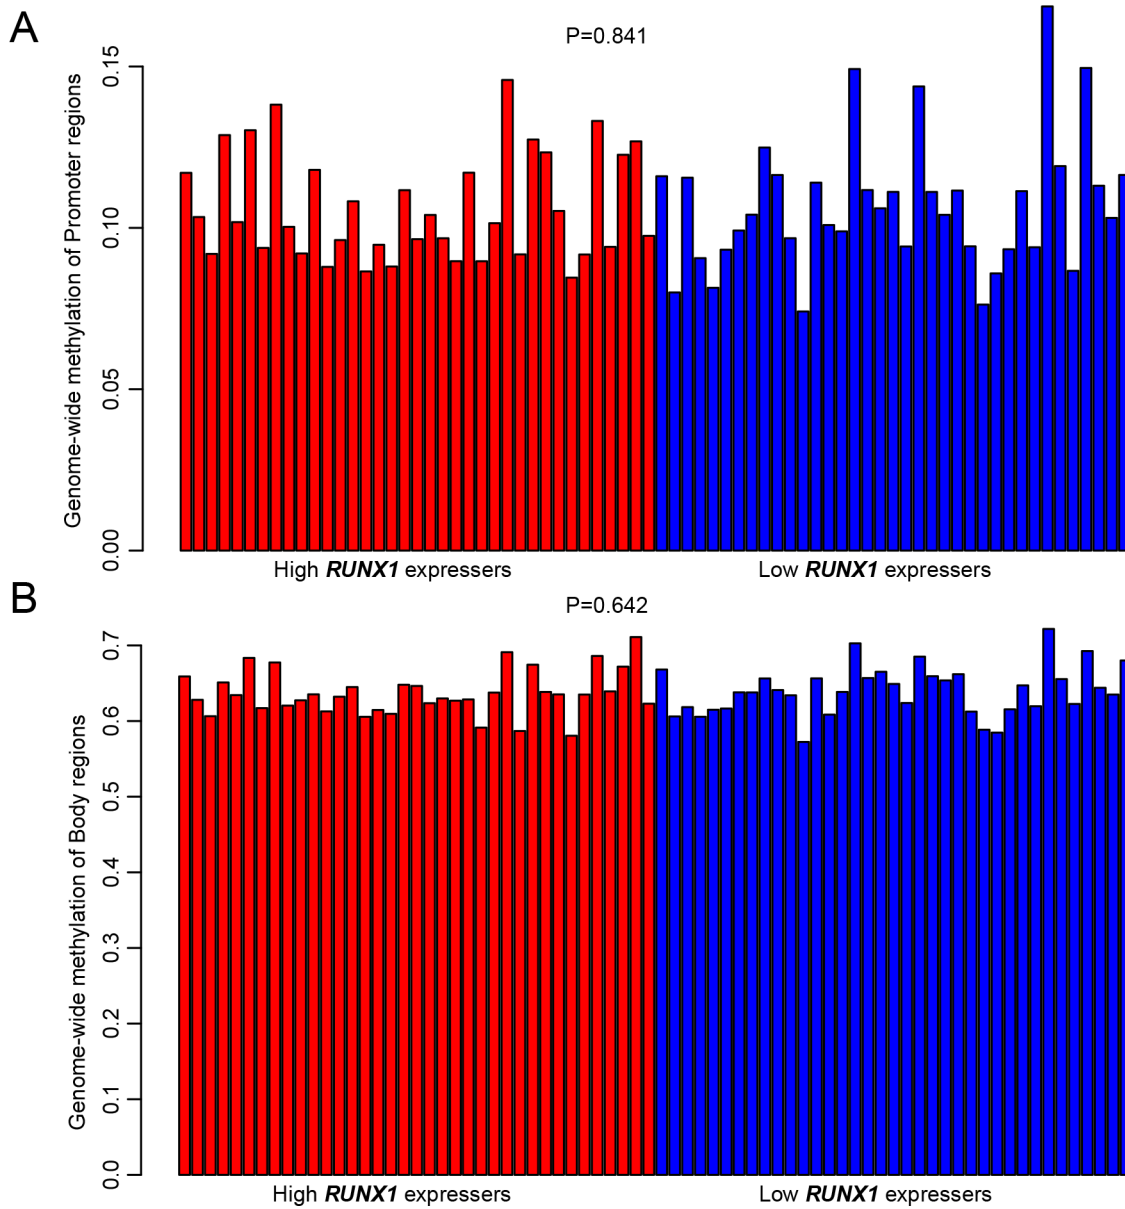 A
P=0.841
Genome-wide methylation of Promoter regions
0.15
0.10
0.05
0.00
High RUNX1 expressers
Low RUNX1 expressers
B
P=0.642
Genome-wide methylation of Body regions
0.7
0.6
0.5
0.4
0.3
0.2
0.1
0.0
High RUNX1 expressers
Low RUNX1 expressers